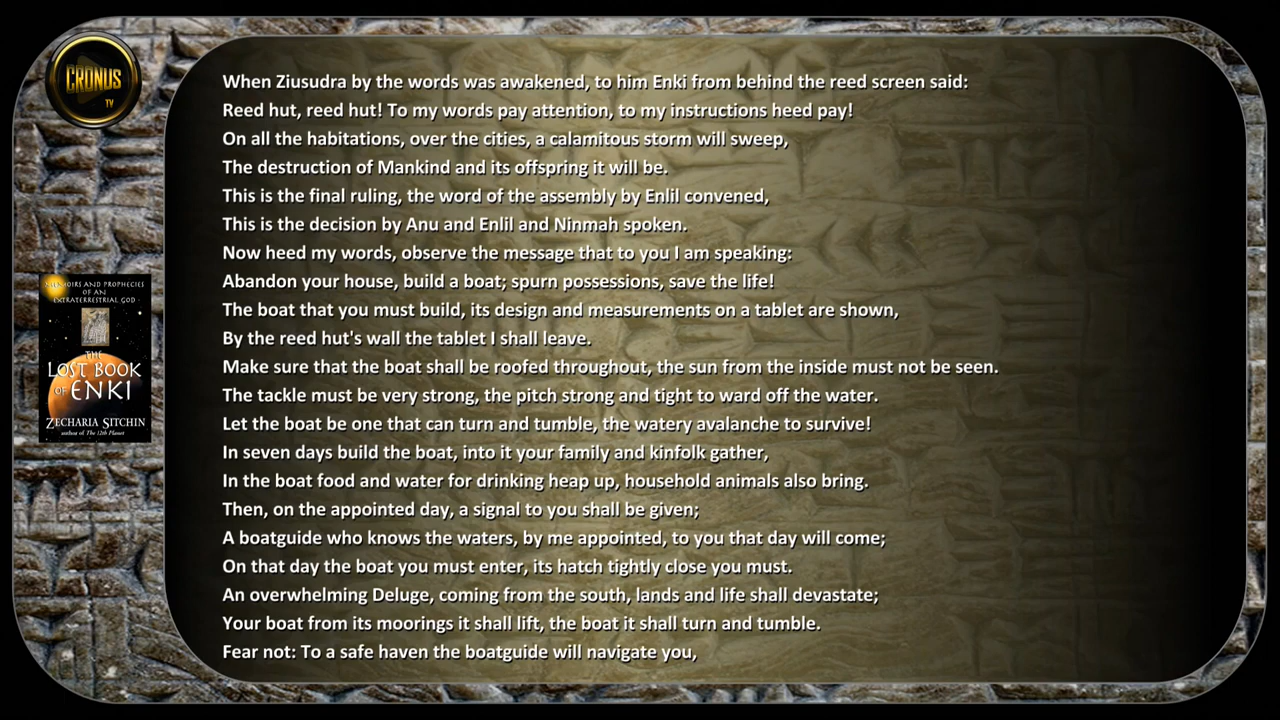 CRONUS
TV
When Ziusudra by the words was awakened, to him Enki from behind the reed screen said:
Reed hut, reed hut! To my words pay attention, to my instructions heed pay!
On all the habitations, over the cities, a calamitous storm will sweep,
The destruction of Mankind and its offspring it will be.
This is the final ruling, the word of the assembly by Enlil convened,
This is the decision by Anu and Enlil and Ninmah spoken.
Now heed my words, observe the message that to you I am speaking:
Abandon your house, build a boat; spurn possessions, save the life!
The boat that you must build, its design and measurements on a tablet are shown,
By the reed hut's wall the tablet I shall leave.
Make sure that the boat shall be roofed throughout, the sun from the inside must not be seen.
The tackle must be very strong, the pitch strong and tight to ward off the water.
Let the boat be one that can turn and tumble, the watery avalanche to survive!
In seven days build the boat, into it your family and kinfolk gather,
In the boat food and water for drinking heap up, household animals also bring.
Then, on the appointed day, a signal to you shall be given;
A boatguide who knows the waters, by me appointed, to you that day will come;
On that day the boat you must enter, its hatch tightly close you must.
An overwhelming Deluge, coming from the south, lands and life shall devastate;
Your boat from its moorings it shall lift, the boat it shall turn and tumble.
Fear not: To a safe haven the boatguide will navigate you,
MEMOIRS AND PROPHECIES
OF AN
EXTRATERRESTRIAL GOD
THE
LOST BOOK
OF ENKI
ZECHARIA SITCHIN
author of The 12th Planet